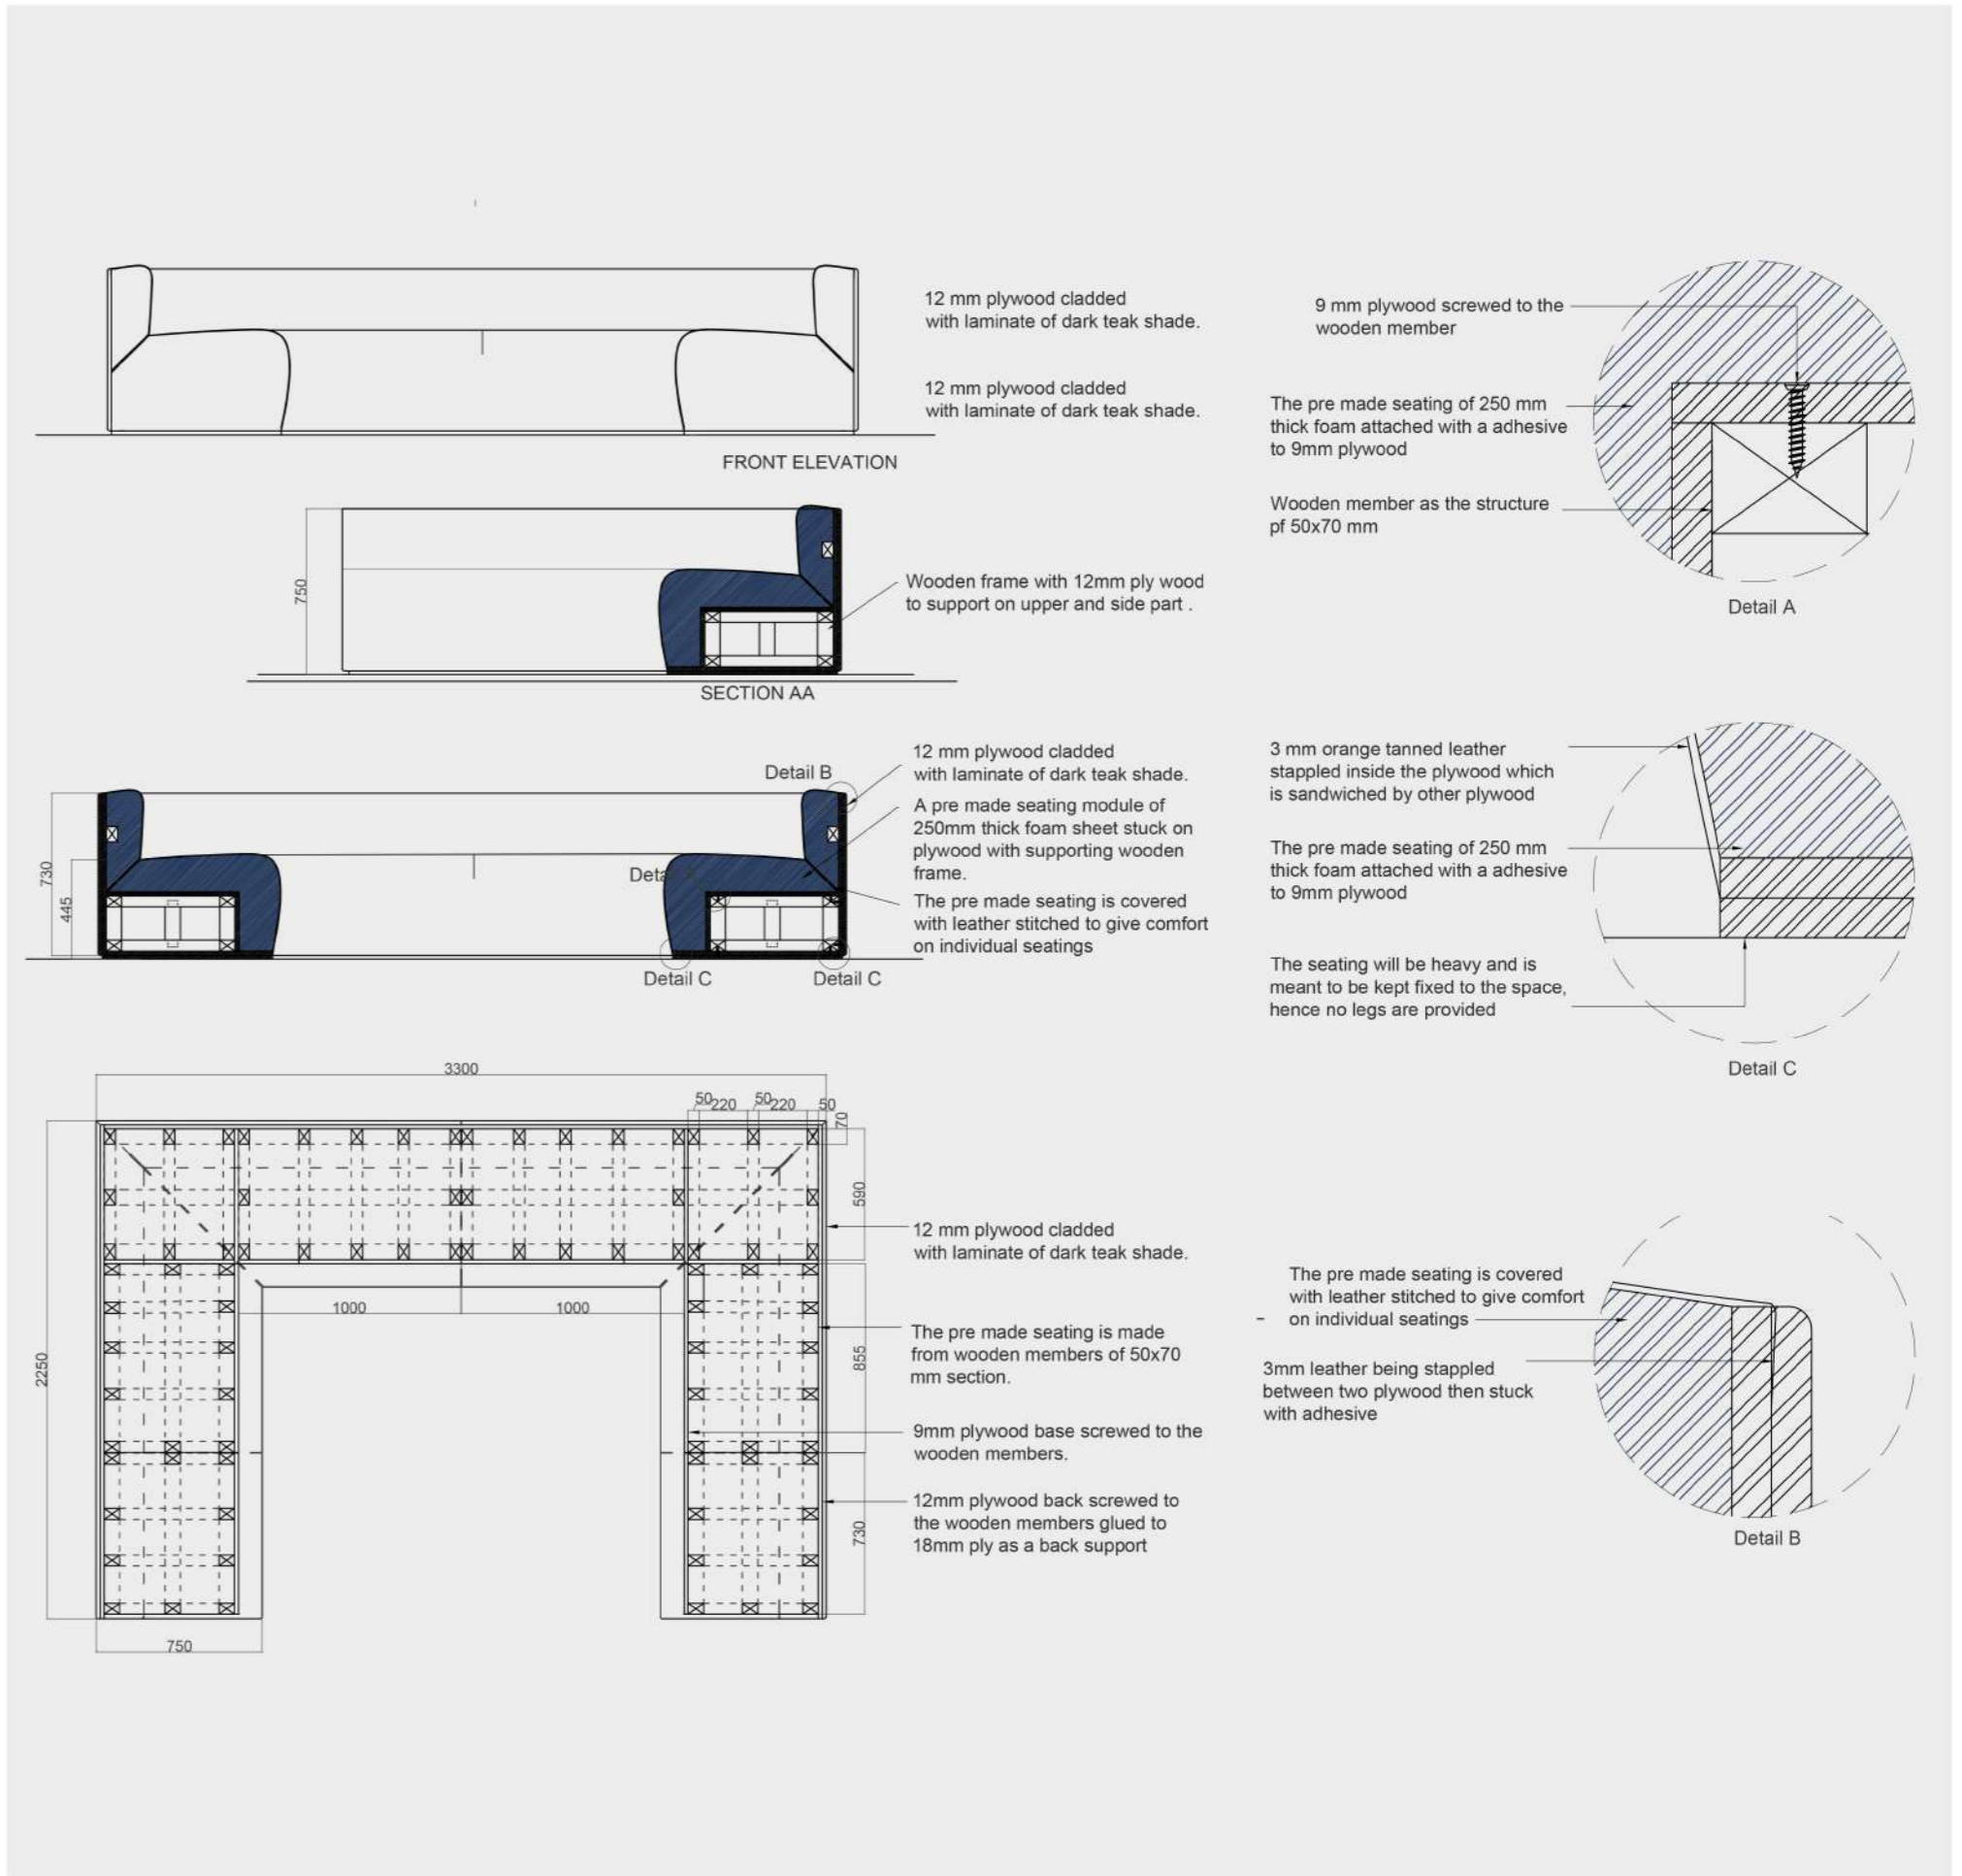 12 mm plywood cladded
with laminate of dark teak shade.
12 mm plywood cladded
with laminate of dark teak shade.
FRONT ELEVATION
9 mm plywood screwed to the
wooden member
The pre made seating of 250 mm
thick foam attached with a adhesive
to 9mm plywood
Wooden member as the structure
pf 50x70 mm
Detail A
750
Wooden frame with 12mm ply wood
to support on upper and side part .
SECTION AA
Detail B
12 mm plywood cladded
with laminate of dark teak shade.
A pre made seating module of
250mm thick foam sheet stuck on
plywood with supporting wooden
frame.
The pre made seating is covered
with leather stitched to give comfort
on individual seatings
730
445
Deta
Detail C
Detail C
3 mm orange tanned leather
stappled inside the plywood which
is sandwiched by other plywood
The pre made seating of 250 mm
thick foam attached with a adhesive
to 9mm plywood
The seating will be heavy and is
meant to be kept fixed to the space,
hence no legs are provided
Detail C
3300
50 220 50 220 50
70
590
1000 1000
855
2250
730
750
12 mm plywood cladded
with laminate of dark teak shade.
The pre made seating is made
from wooden members of 50x70
mm section.
9mm plywood base screwed to the
wooden members.
12mm plywood back screwed to
the wooden members glued to
18mm ply as a back support
The pre made seating is covered
with leather stitched to give comfort
- on individual seatings
3mm leather being stappled
between two plywood then stuck
with adhesive
Detail B